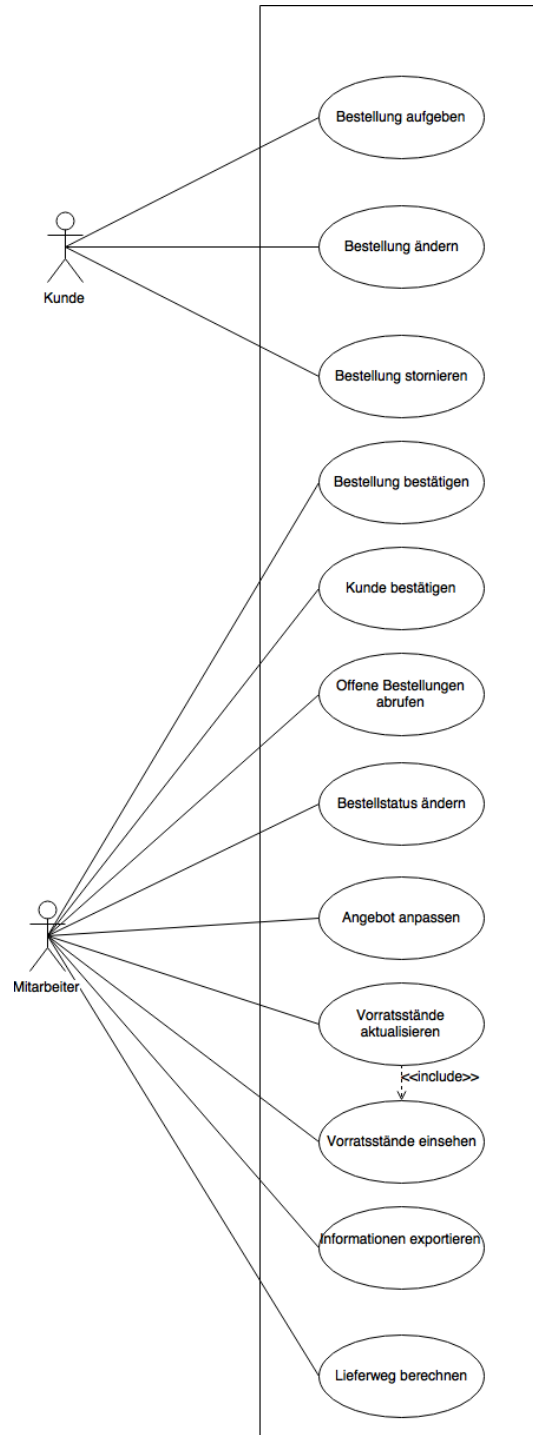 Bestellung aufgeben
Bestellung ändern
Kunde
Bestellung stornieren
Bestellung bestätigen
Kunde bestätigen
Offene Bestellungen
abrufen
Bestellstatus ändern
Angebot anpassen
Mitarbeiter
Vorratsstände
aktualisieren
<<include>>
Vorratsstände einsehen
Informationen exportieren
Lieferweg berechnen